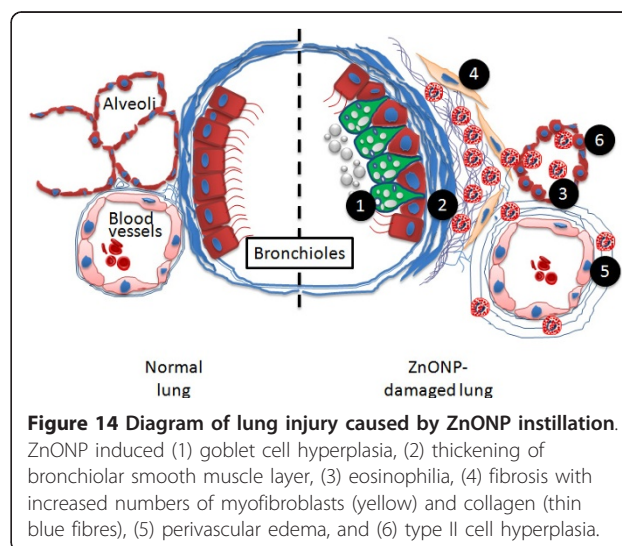 Alveoli
Blood
vessels
Bronchioles
1
2
3
4
5
6
Normal
lung
ZnONP-
damaged lung
Figure 14 Diagram of lung injury caused by ZnONP instillation.
ZnONP induced (1) goblet cell hyperplasia, (2) thickening of
bronchiolar smooth muscle layer, (3) eosinophilia, (4) fibrosis with
increased numbers of myofibroblasts (yellow) and collagen (thin
blue fibres), (5) perivascular edema, and (6) type II cell hyperplasia.